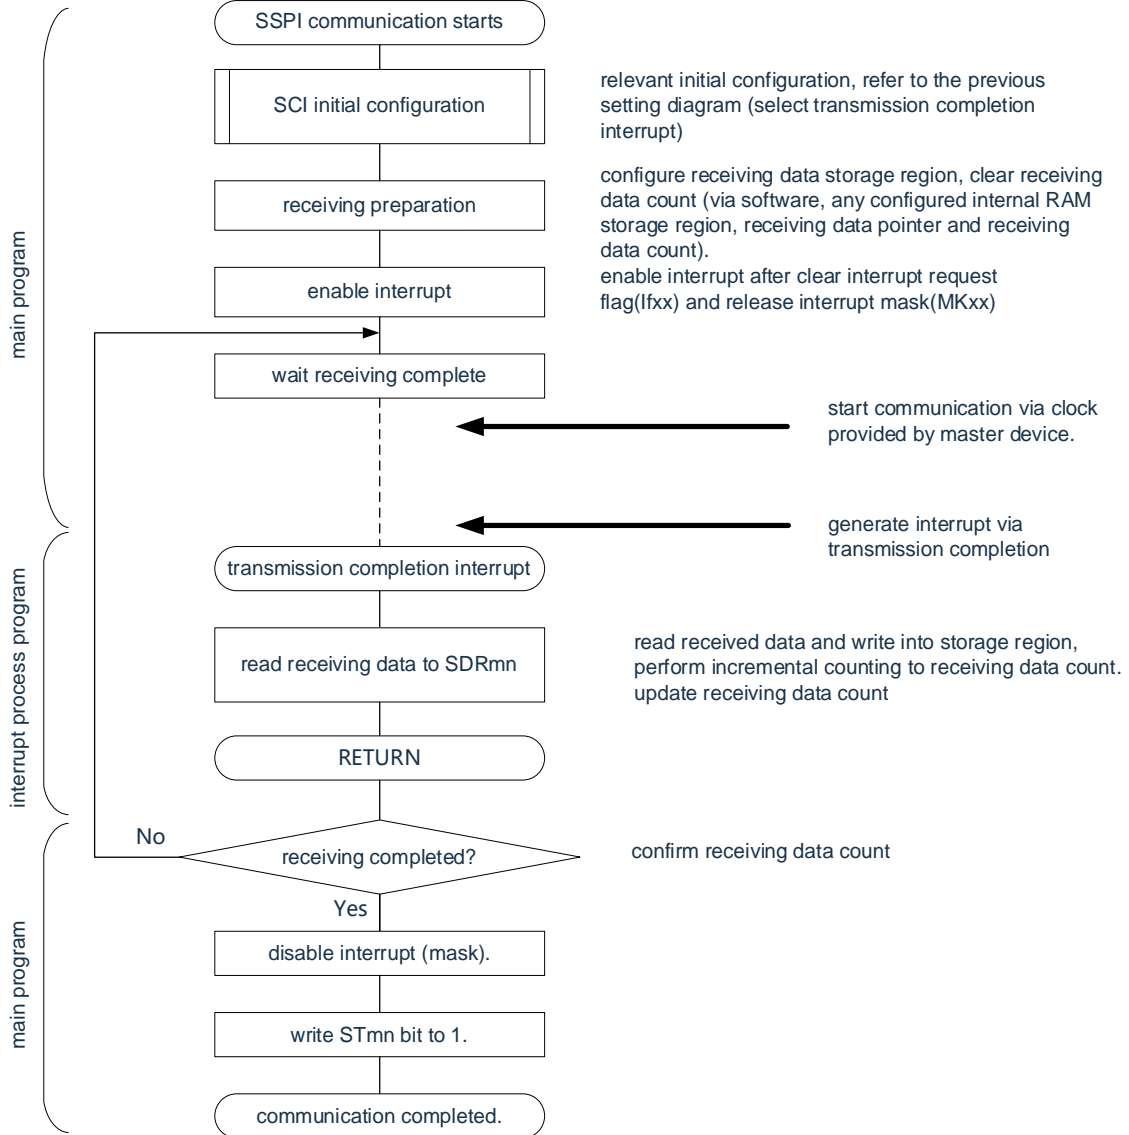 SSPI communication starts
SCI initial configuration
relevant initial configuration, refer to the previous
setting diagram (select transmission completion
interrupt)
receiving preparation
configure receiving data storage region, clear receiving
data count (via software, any configured internal RAM
storage region, receiving data pointer and receiving
data count).
enable interrupt
enable interrupt after clear interrupt request
flag(Ifxx) and release interrupt mask(MKxx)
main program
wait receiving complete
start communication via clock
provided by master device.
generate interrupt via
transmission completion
transmission completion interrupt
read receiving data to SDRmn
read received data and write into storage region,
perform incremental counting to receiving data count.
update receiving data count
interrupt process program
RETURN
No
receiving completed?
confirm receiving data count
Yes
disable interrupt (mask).
main program
write STmn bit to 1.
communication completed.